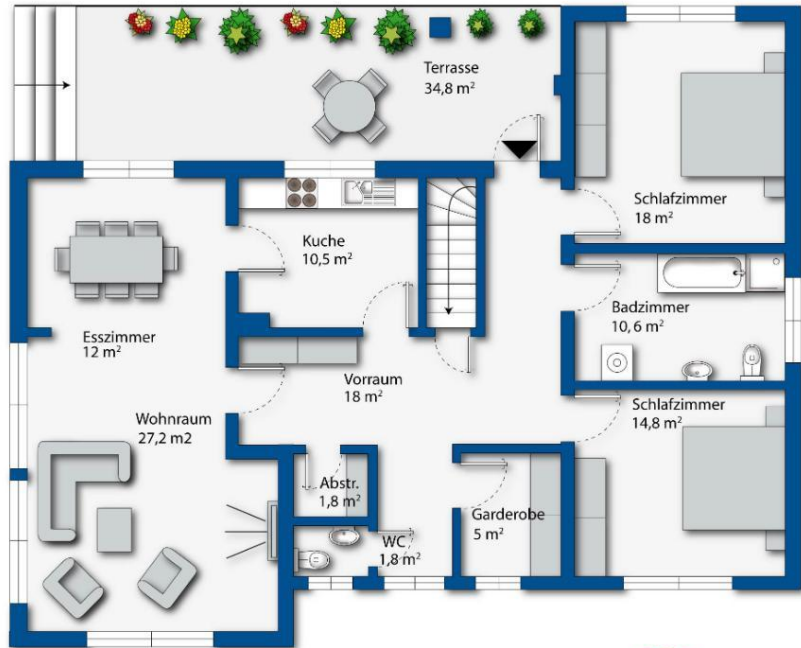 Terrasse
34,8 m²
Schlafzimmer
18 m²
Kuche
10,5 m²
Badzimmer
10,6 m²
Esszimmer
12 m²
Vorraum
18 m²
Schlafzimmer
14,8 m²
Wohnraum
27,2 m2
Abstr.
1,8 m²
Garderobe
5 m²
WC
1,8 m²